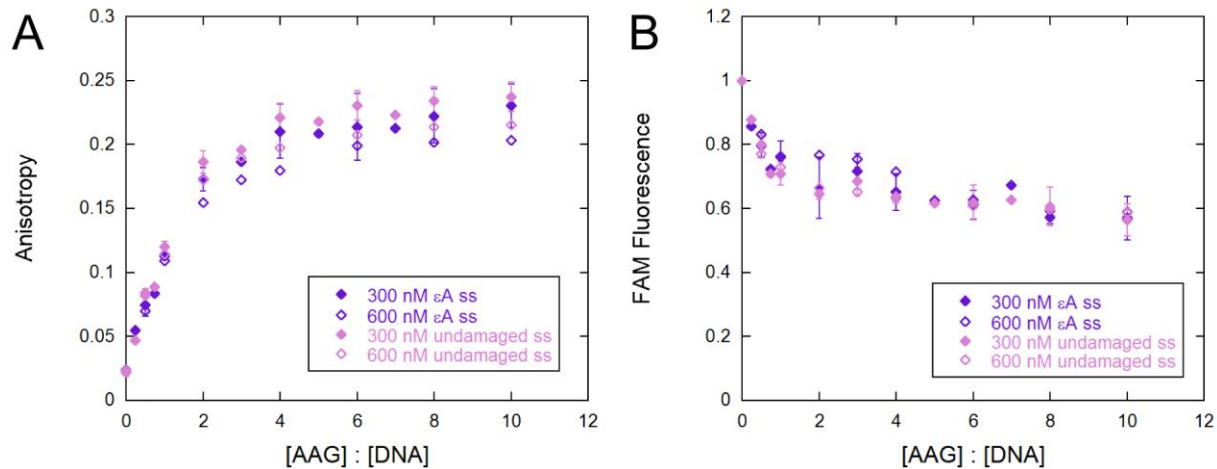 A
0.3
0.25
0.2
0.15
0.1
0.05
0
0 2 4 6 8 10 12
Anisotropy
[AAG] : [DNA]
300 nM εA ss
600 nM εA ss
300 nM undamaged ss
600 nM undamaged ss
B
1.2
1
0.8
0.6
0.4
0.2
0
0 2 4 6 8 10 12
FAM Fluorescence
[AAG] : [DNA]
300 nM εA ss
600 nM εA ss
300 nM undamaged ss
600 nM undamaged ss